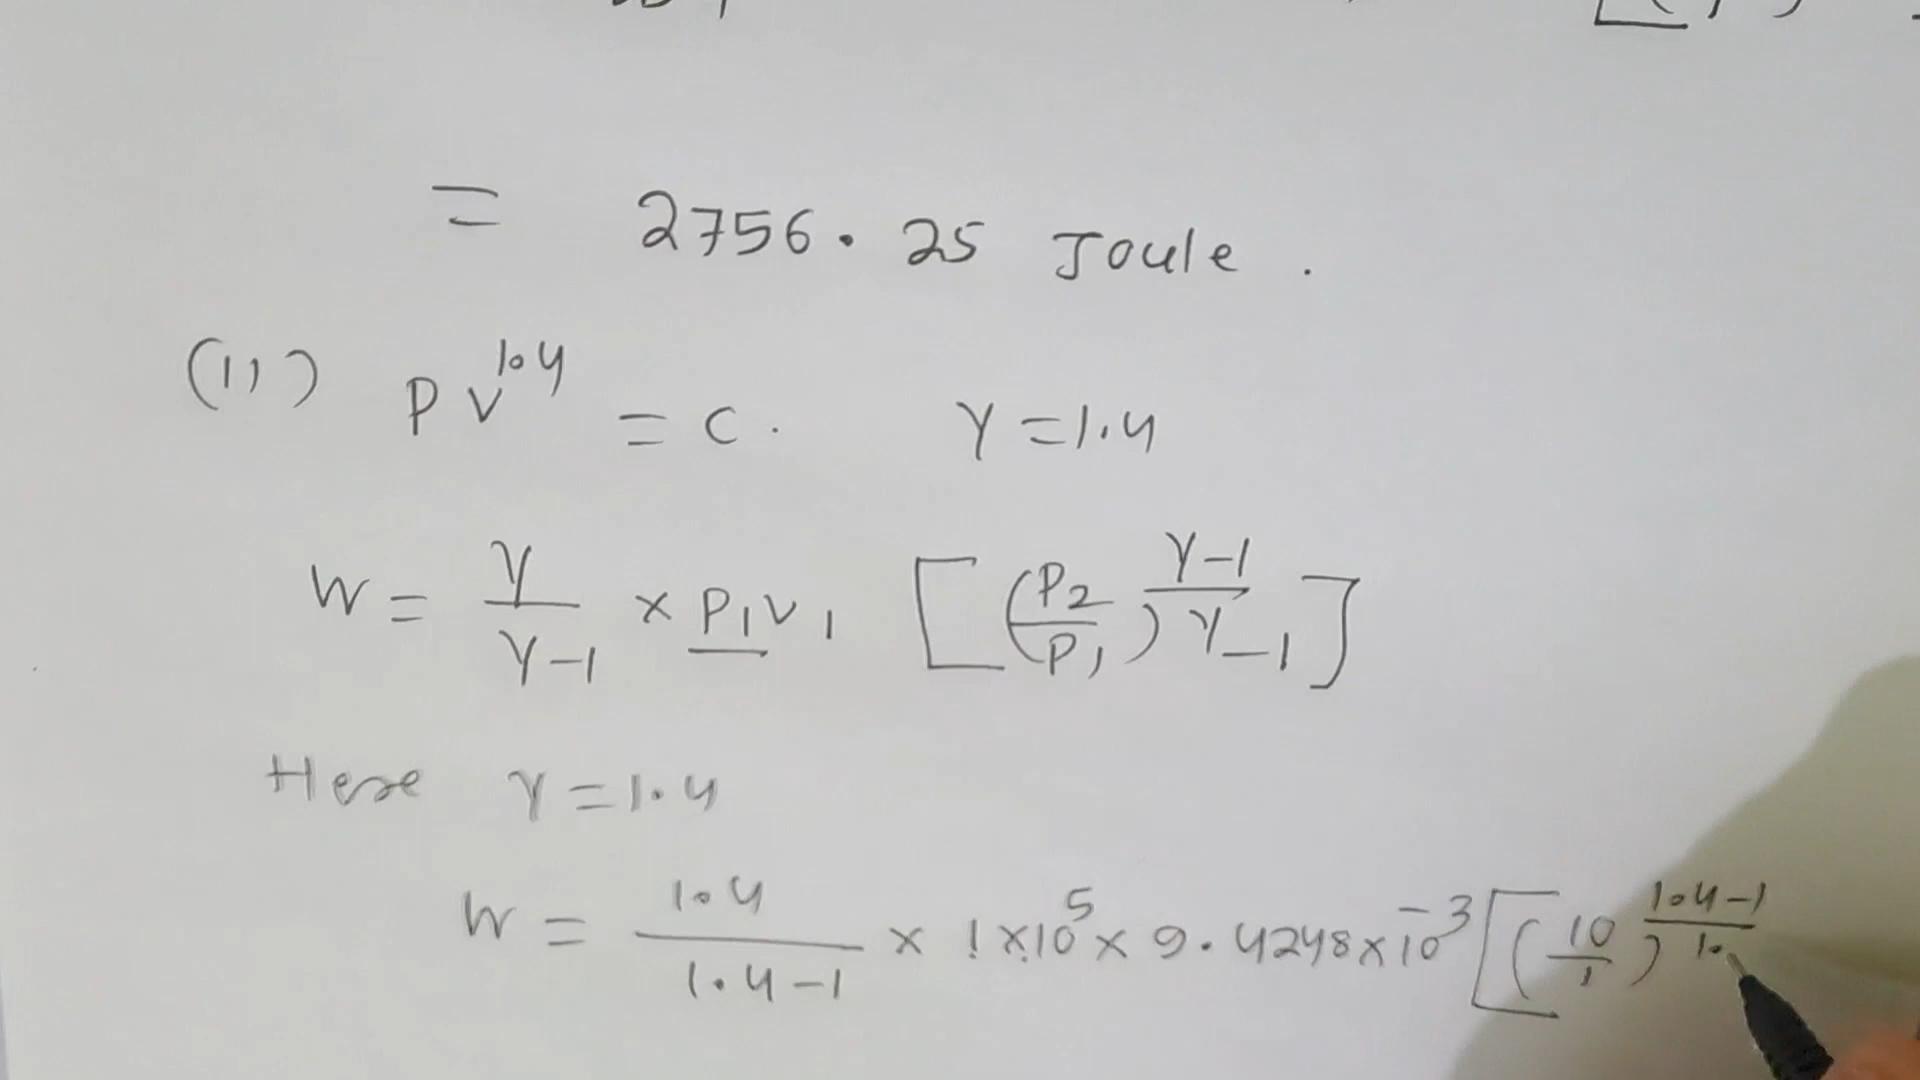 = 2756.25 Joule.
(ii) PV^1.4 = C. γ = 1.4
W = γ/γ-1 × P1V1 [(P2/P1)^γ-1/γ -1]
Here γ = 1.4
W = 1.4/1.4-1 × 1×10^5 × 9.4248×10^-3 [(10/1)^1.4-1/1.